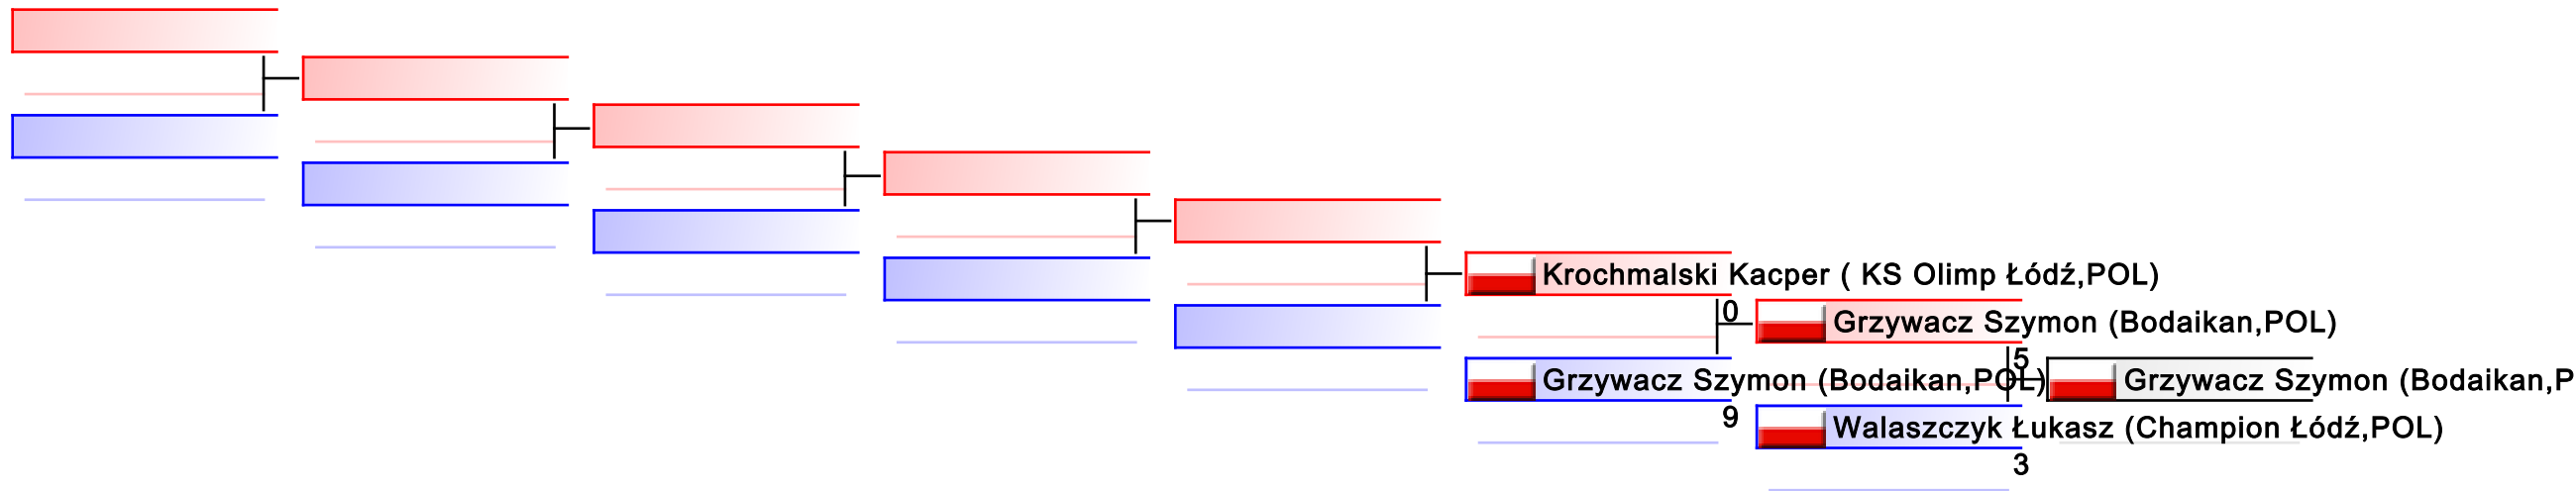 Krochmalski Kacper ( KS Olimp Łódź,POL)
0
Grzywacz Szymon (Bodaikan,POL)
9
Grzywacz Szymon (Bodaikan,POL)
5
Walaszczyk Łukasz (Champion Łódź,POL)
3
Grzywacz Szymon (Bodaikan,P